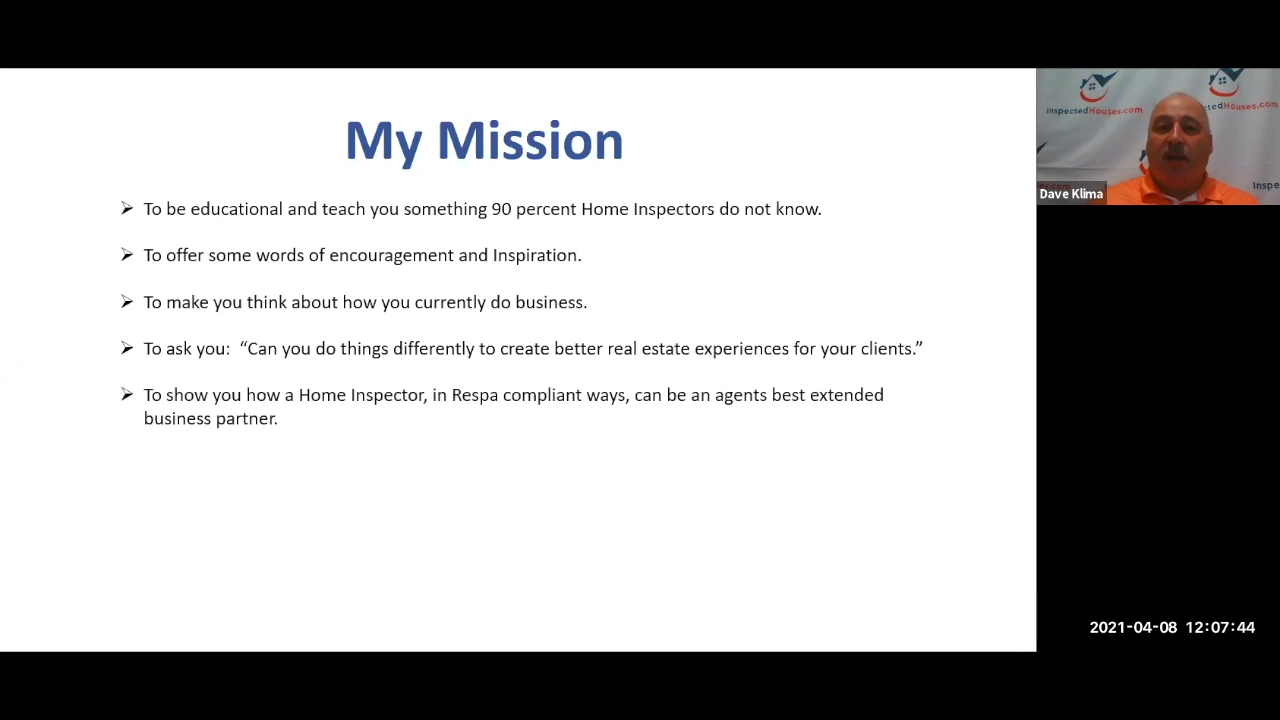 My Mission
To be educational and teach you something 90 percent Home Inspectors do not know.
To offer some words of encouragement and Inspiration.
To make you think about how you currently do business.
To ask you:  “Can you do things differently to create better real estate experiences for your clients.”
To show you how a Home Inspector, in Respa compliant ways, can be an agents best extended
business partner.
InspectedHouses.com
ctedHouses.com
Inspe
Dave Klima
2021-04-08 12:07:44